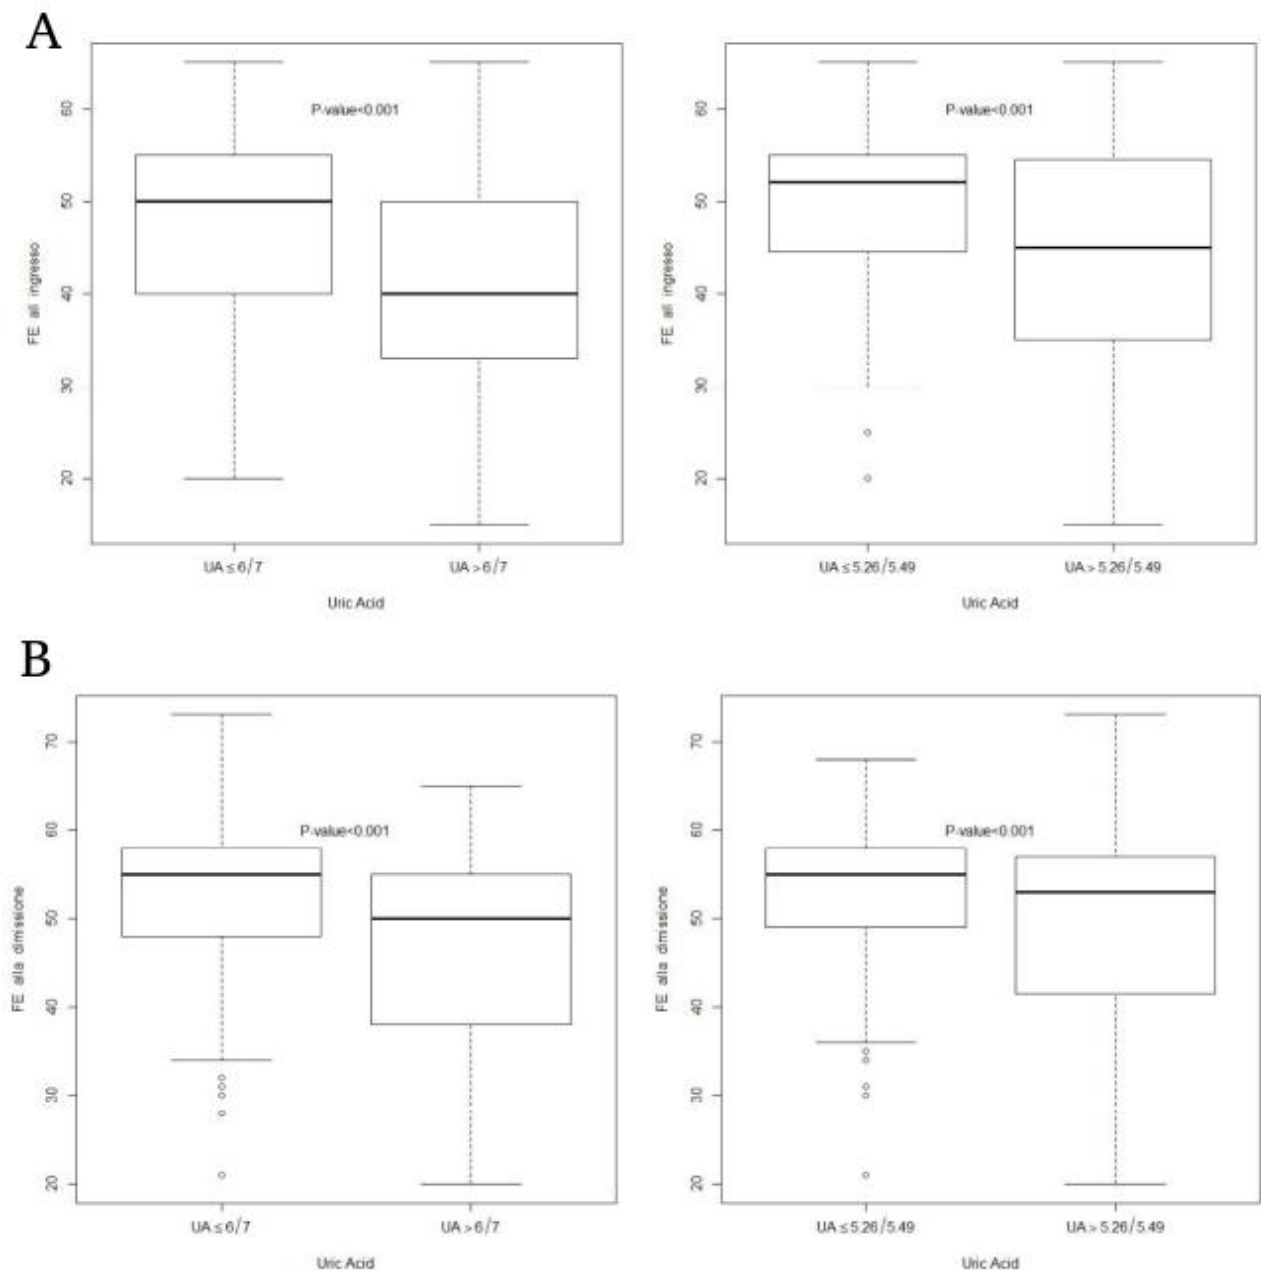 A
60
50
40
30
20
FE all ingresso
P-value<0.001
UA ≤ 6/7
UA > 6/7
Uric Acid
60
50
40
30
20
FE all ingresso
P-value<0.001
UA ≤ 5.26/5.49
UA > 5.26/5.49
Uric Acid
B
70
60
50
40
30
20
FE alla dimissione
P-value<0.001
UA ≤ 6/7
UA > 6/7
Uric Acid
70
60
50
40
30
20
FE alla dimissione
P-value<0.001
UA ≤ 5.26/5.49
UA > 5.26/5.49
Uric Acid